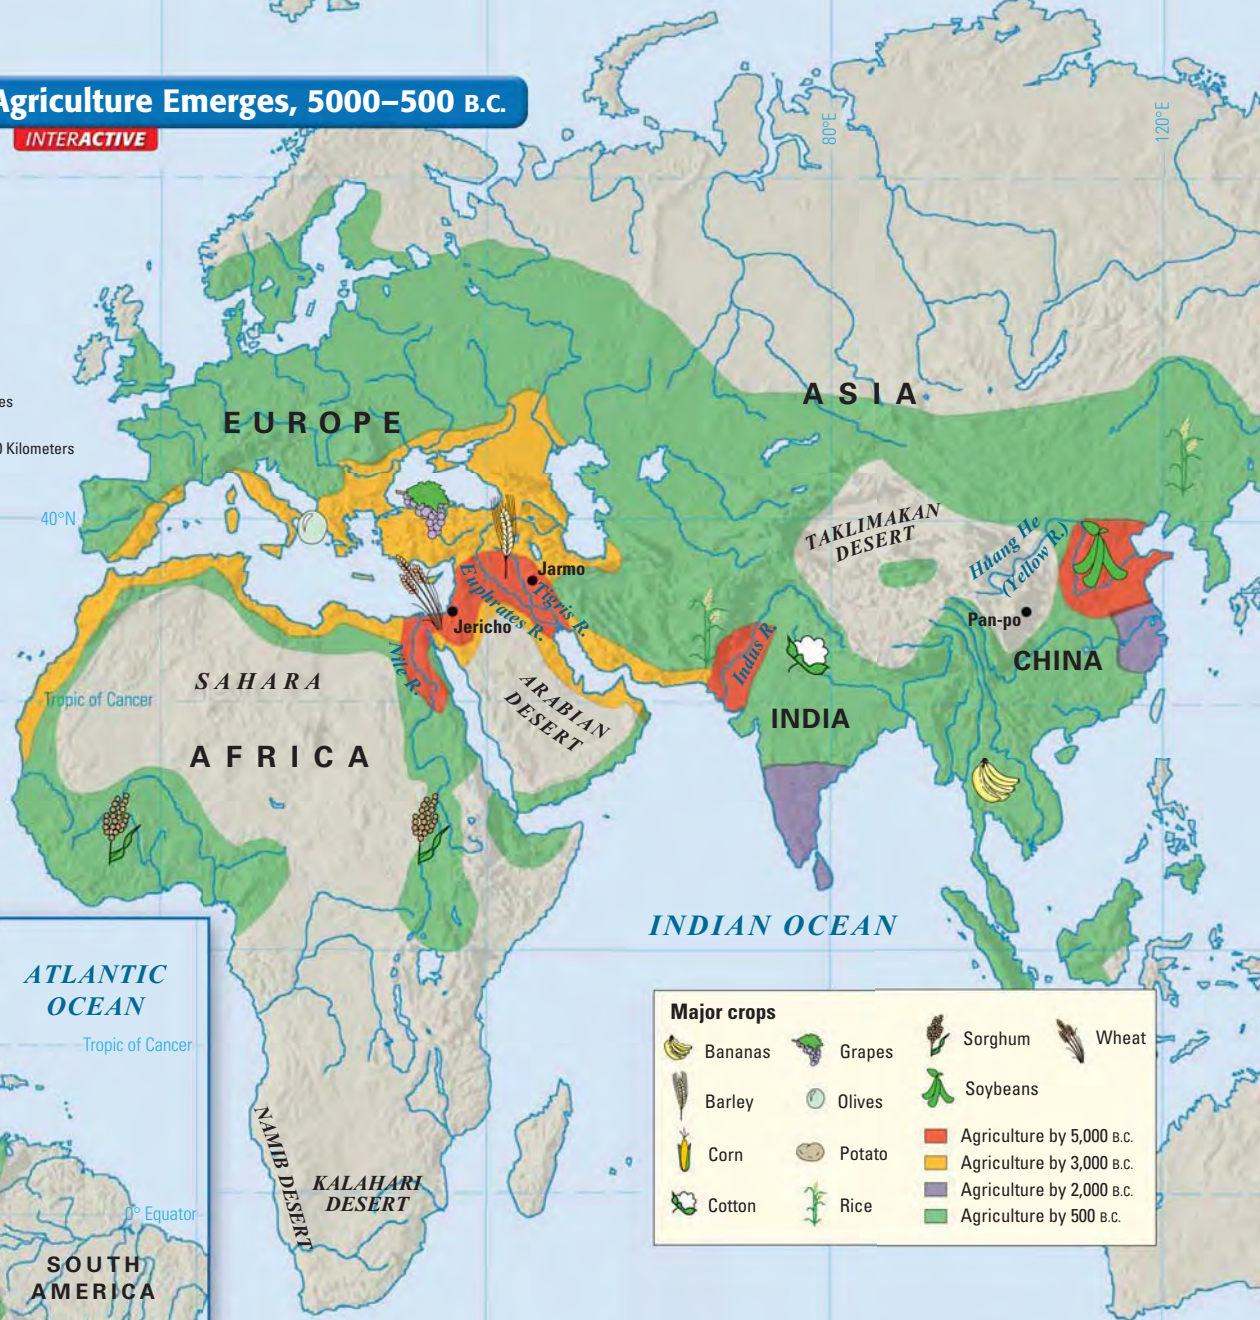 Agriculture Emerges, 5000–500 B.C.
INTERACTIVE
80°E
120°E
es
0 Kilometers
40°N
EUROPE
ASIA
TAKLIMAKAN
DESERT
Huang He
(Yellow R.)
Pan-po
CHINA
Jarmo
Tigris R.
Euphrates R.
Jericho
Nile R.
Indus R.
INDIA
SAHARA
Tropic of Cancer
ARABIAN
DESERT
AFRICA
INDIAN OCEAN
ATLANTIC
OCEAN
Tropic of Cancer
0° Equator
SOUTH
AMERICA
NAMIB DESERT
KALAHARI
DESERT
Major crops
Bananas
Barley
Corn
Cotton
Grapes
Olives
Potato
Rice
Sorghum
Wheat
Soybeans
Agriculture by 5,000 B.C.
Agriculture by 3,000 B.C.
Agriculture by 2,000 B.C.
Agriculture by 500 B.C.